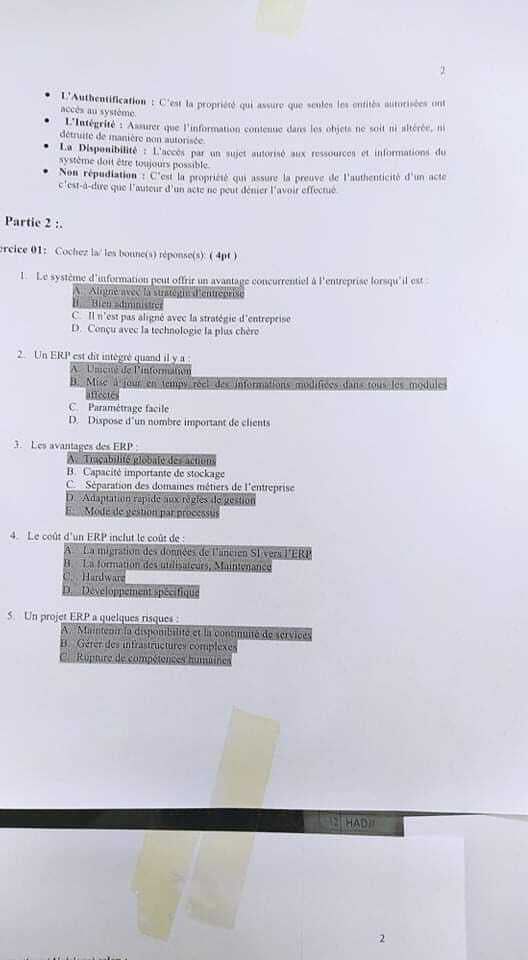 2
• L'Authentification : C'est la propriété qui assure que seules les entités autorisées ont
accès au système.
• L'Intégrité : Assurer que l'information contenue dans les objets ne soit ni altérée, ni
détruite de manière non autorisée.
• La Disponibilité : L'accès par un sujet autorisé aux ressources et informations du
système doit être toujours possible.
• Non répudiation : C'est la propriété qui assure la preuve de l'authenticité d'un acte
c'est-à-dire que l'auteur d'un acte ne peut dénier l'avoir effectué.
Partie 2 :.
ercice 01: Cochez la/ les bonne(s) réponse(s): ( 4pt )
1. Le système d'information peut offrir un avantage concurrentiel à l'entreprise lorsqu'il est :
A. Aligné avec la stratégie d'entreprise
B. Bien administrer
C. Il n'est pas aligné avec la stratégie d'entreprise
D. Conçu avec la technologie la plus chère
2. Un ERP est dit intégré quand il y a :
A. Unicité de l'information
B. Mise à jour en temps réel des informations modifiées dans tous les modules
affectés
C. Paramétrage facile
D. Dispose d'un nombre important de clients
3. Les avantages des ERP :
A. Traçabilité globale des actions
B. Capacité importante de stockage
C. Séparation des domaines métiers de l'entreprise
D. Adaptation rapide aux règles de gestion
E. Mode de gestion par processus
4. Le coût d'un ERP inclut le coût de :
A. La migration des données de l'ancien SI vers l'ERP
B. La formation des utilisateurs, Maintenance
C. Hardware
D. Développement spécifique
5. Un projet ERP a quelques risques :
A. Maintenir la disponibilité et la continuité de services
B. Gérer des infrastructures complexes
C. Rupture de compétences humaines
12 HADJ
2